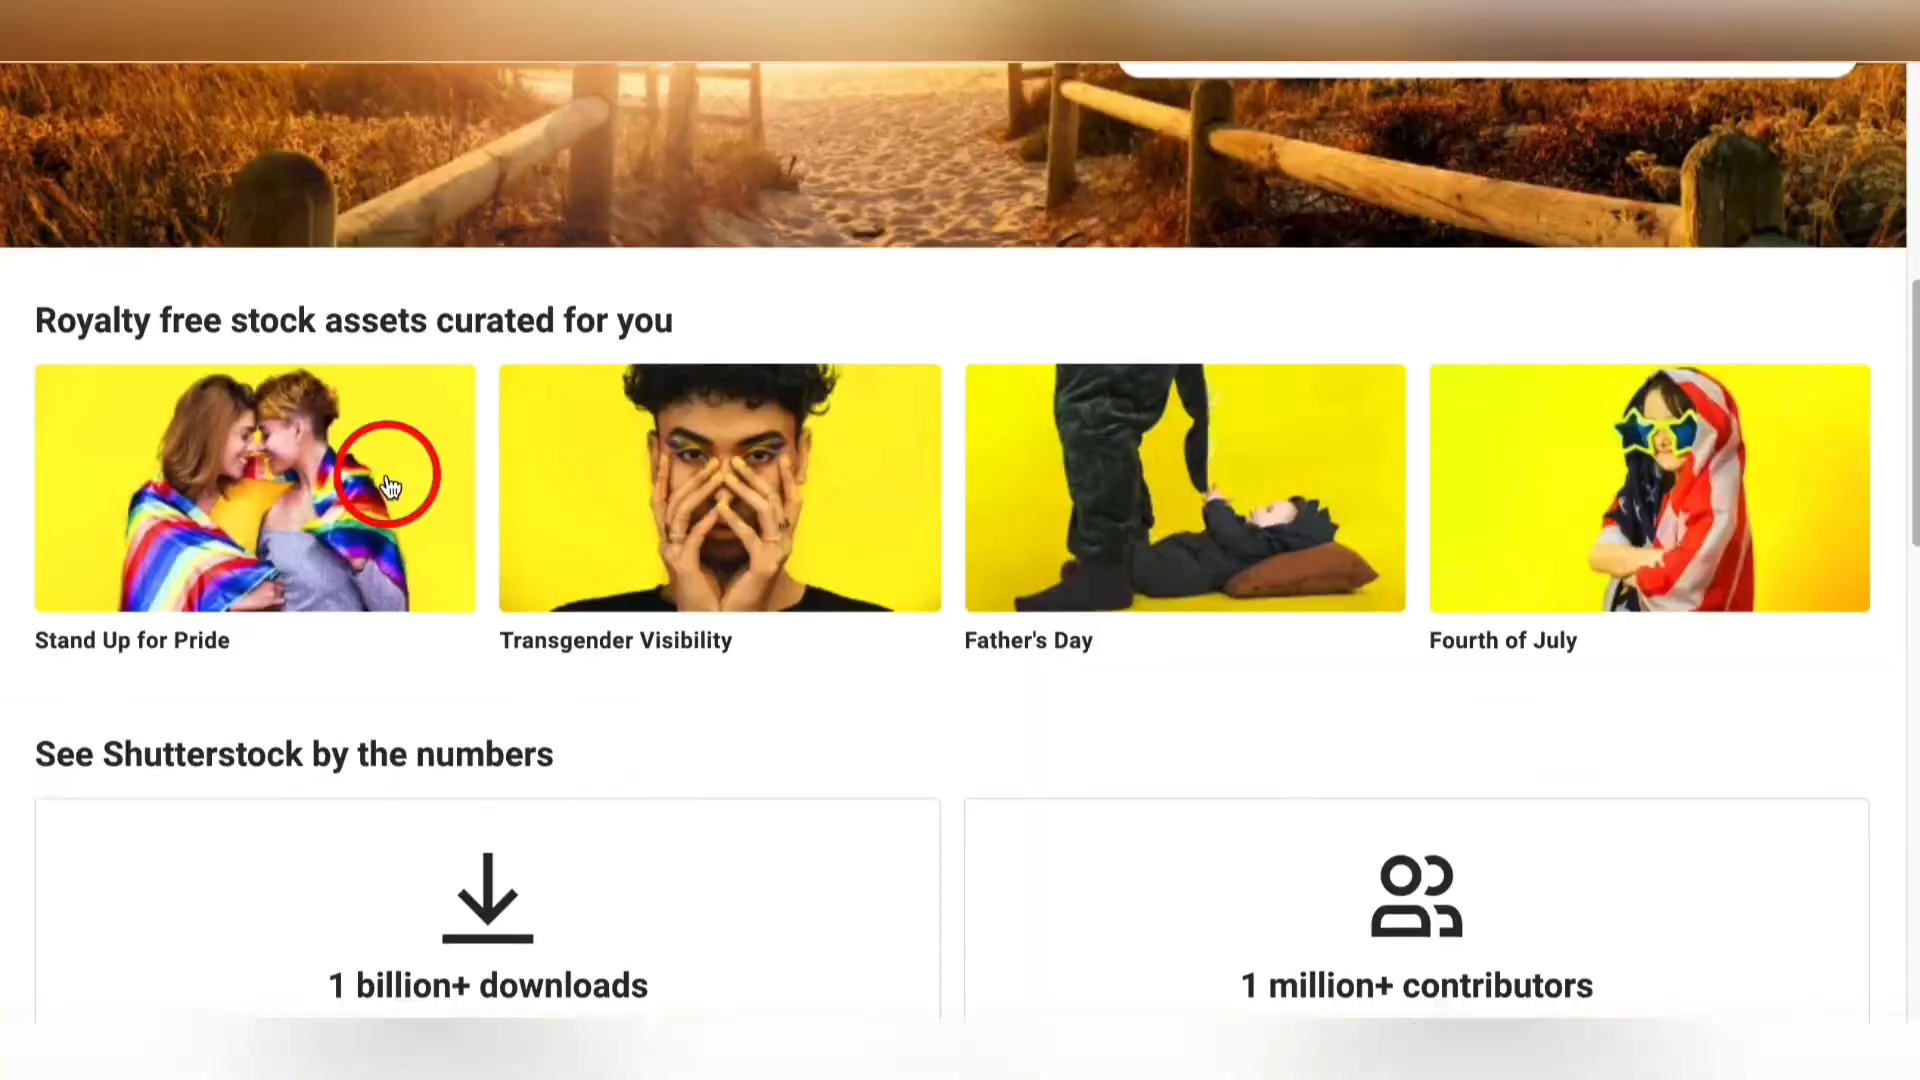 Royalty free stock assets curated for you
Stand Up for Pride
Transgender Visibility
Father's Day
Fourth of July
See Shutterstock by the numbers
1 billion+ downloads
1 million+ contributors